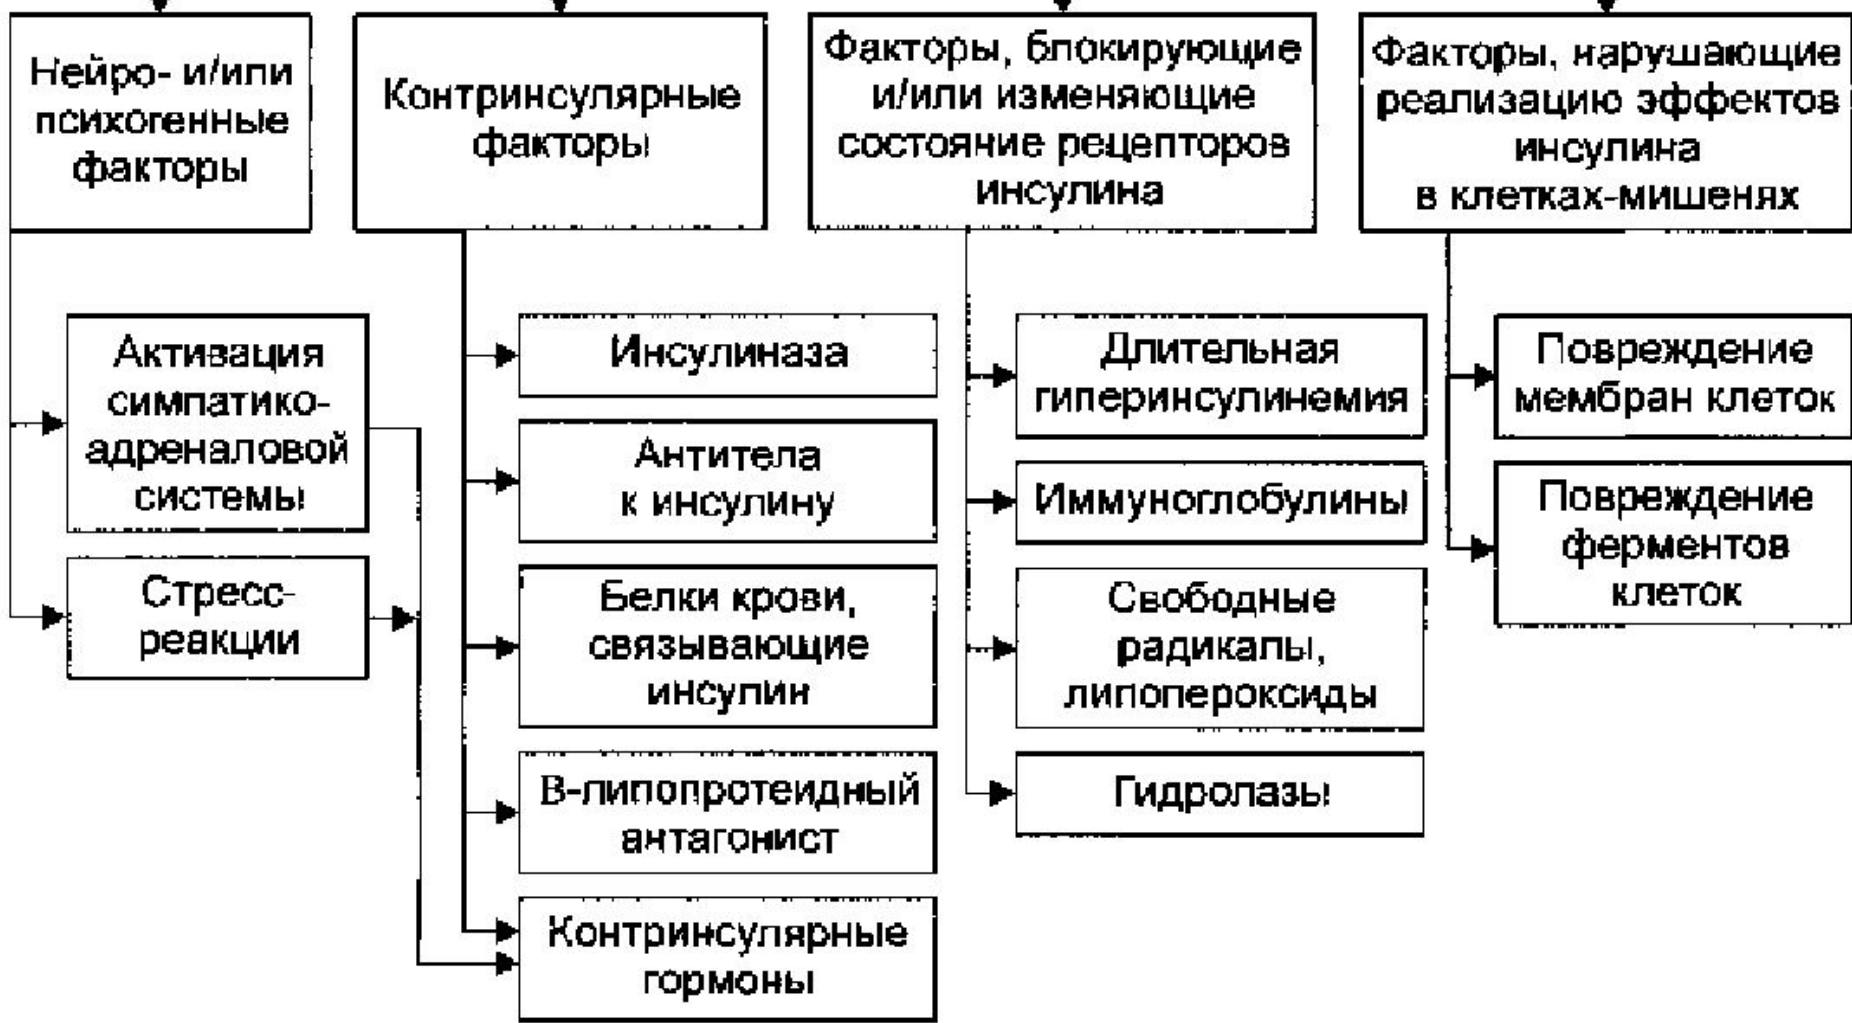 Нейро- и/или
психогенные
факторы
Контринсулярные
факторы
Факторы, блокирующие
и/или изменяющие
состояние рецепторов
инсулина
Факторы, нарушающие
реализацию эффектов
инсулина
в клетках-мишенях
Активация
симпатико-
адреналовой
системы
Стресс-
реакции
Инсулиназа
Антитела
к инсулину
Белки крови,
связывающие
инсулин
В-липопротеидный
антагонист
Контринсулярные
гормоны
Длительная
гиперинсулинемия
Иммуноглобулины
Свободные
радикалы,
липопероксиды
Гидролазы
Повреждение
мембран клеток
Повреждение
ферментов
клеток